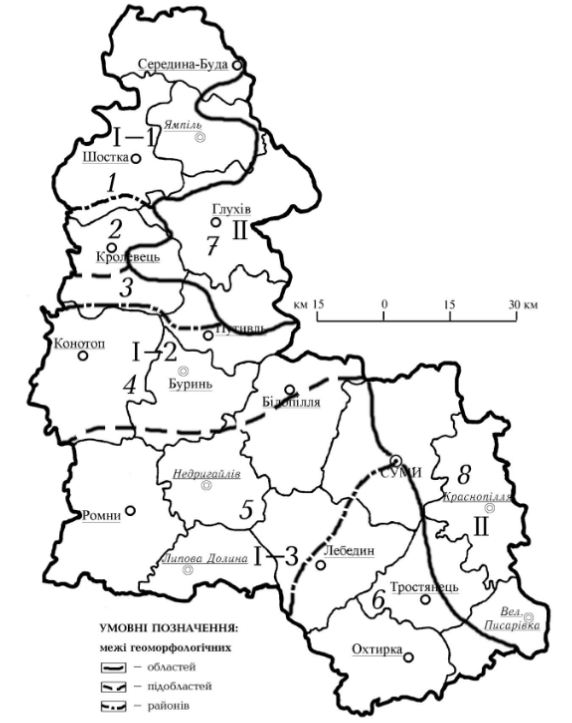 Середина-Буда
Ямпіль
I–1
Шостка
1
Глухів
2
7 II
Кролевець
3
км 15 0 15 30 км
Путивль
Конотоп
I–2
4
Буринь
Білопілля
СУМИ
8
Недригайлів
Краснопілля
5
II
Ромни
Липова Долина
I–3
Лебедин
6
Тростянець
Вел.
Писарівка
Охтирка
УМОВНІ ПОЗНАЧЕННЯ:
межі геоморфологічних
– областей
– підобластей
– районів